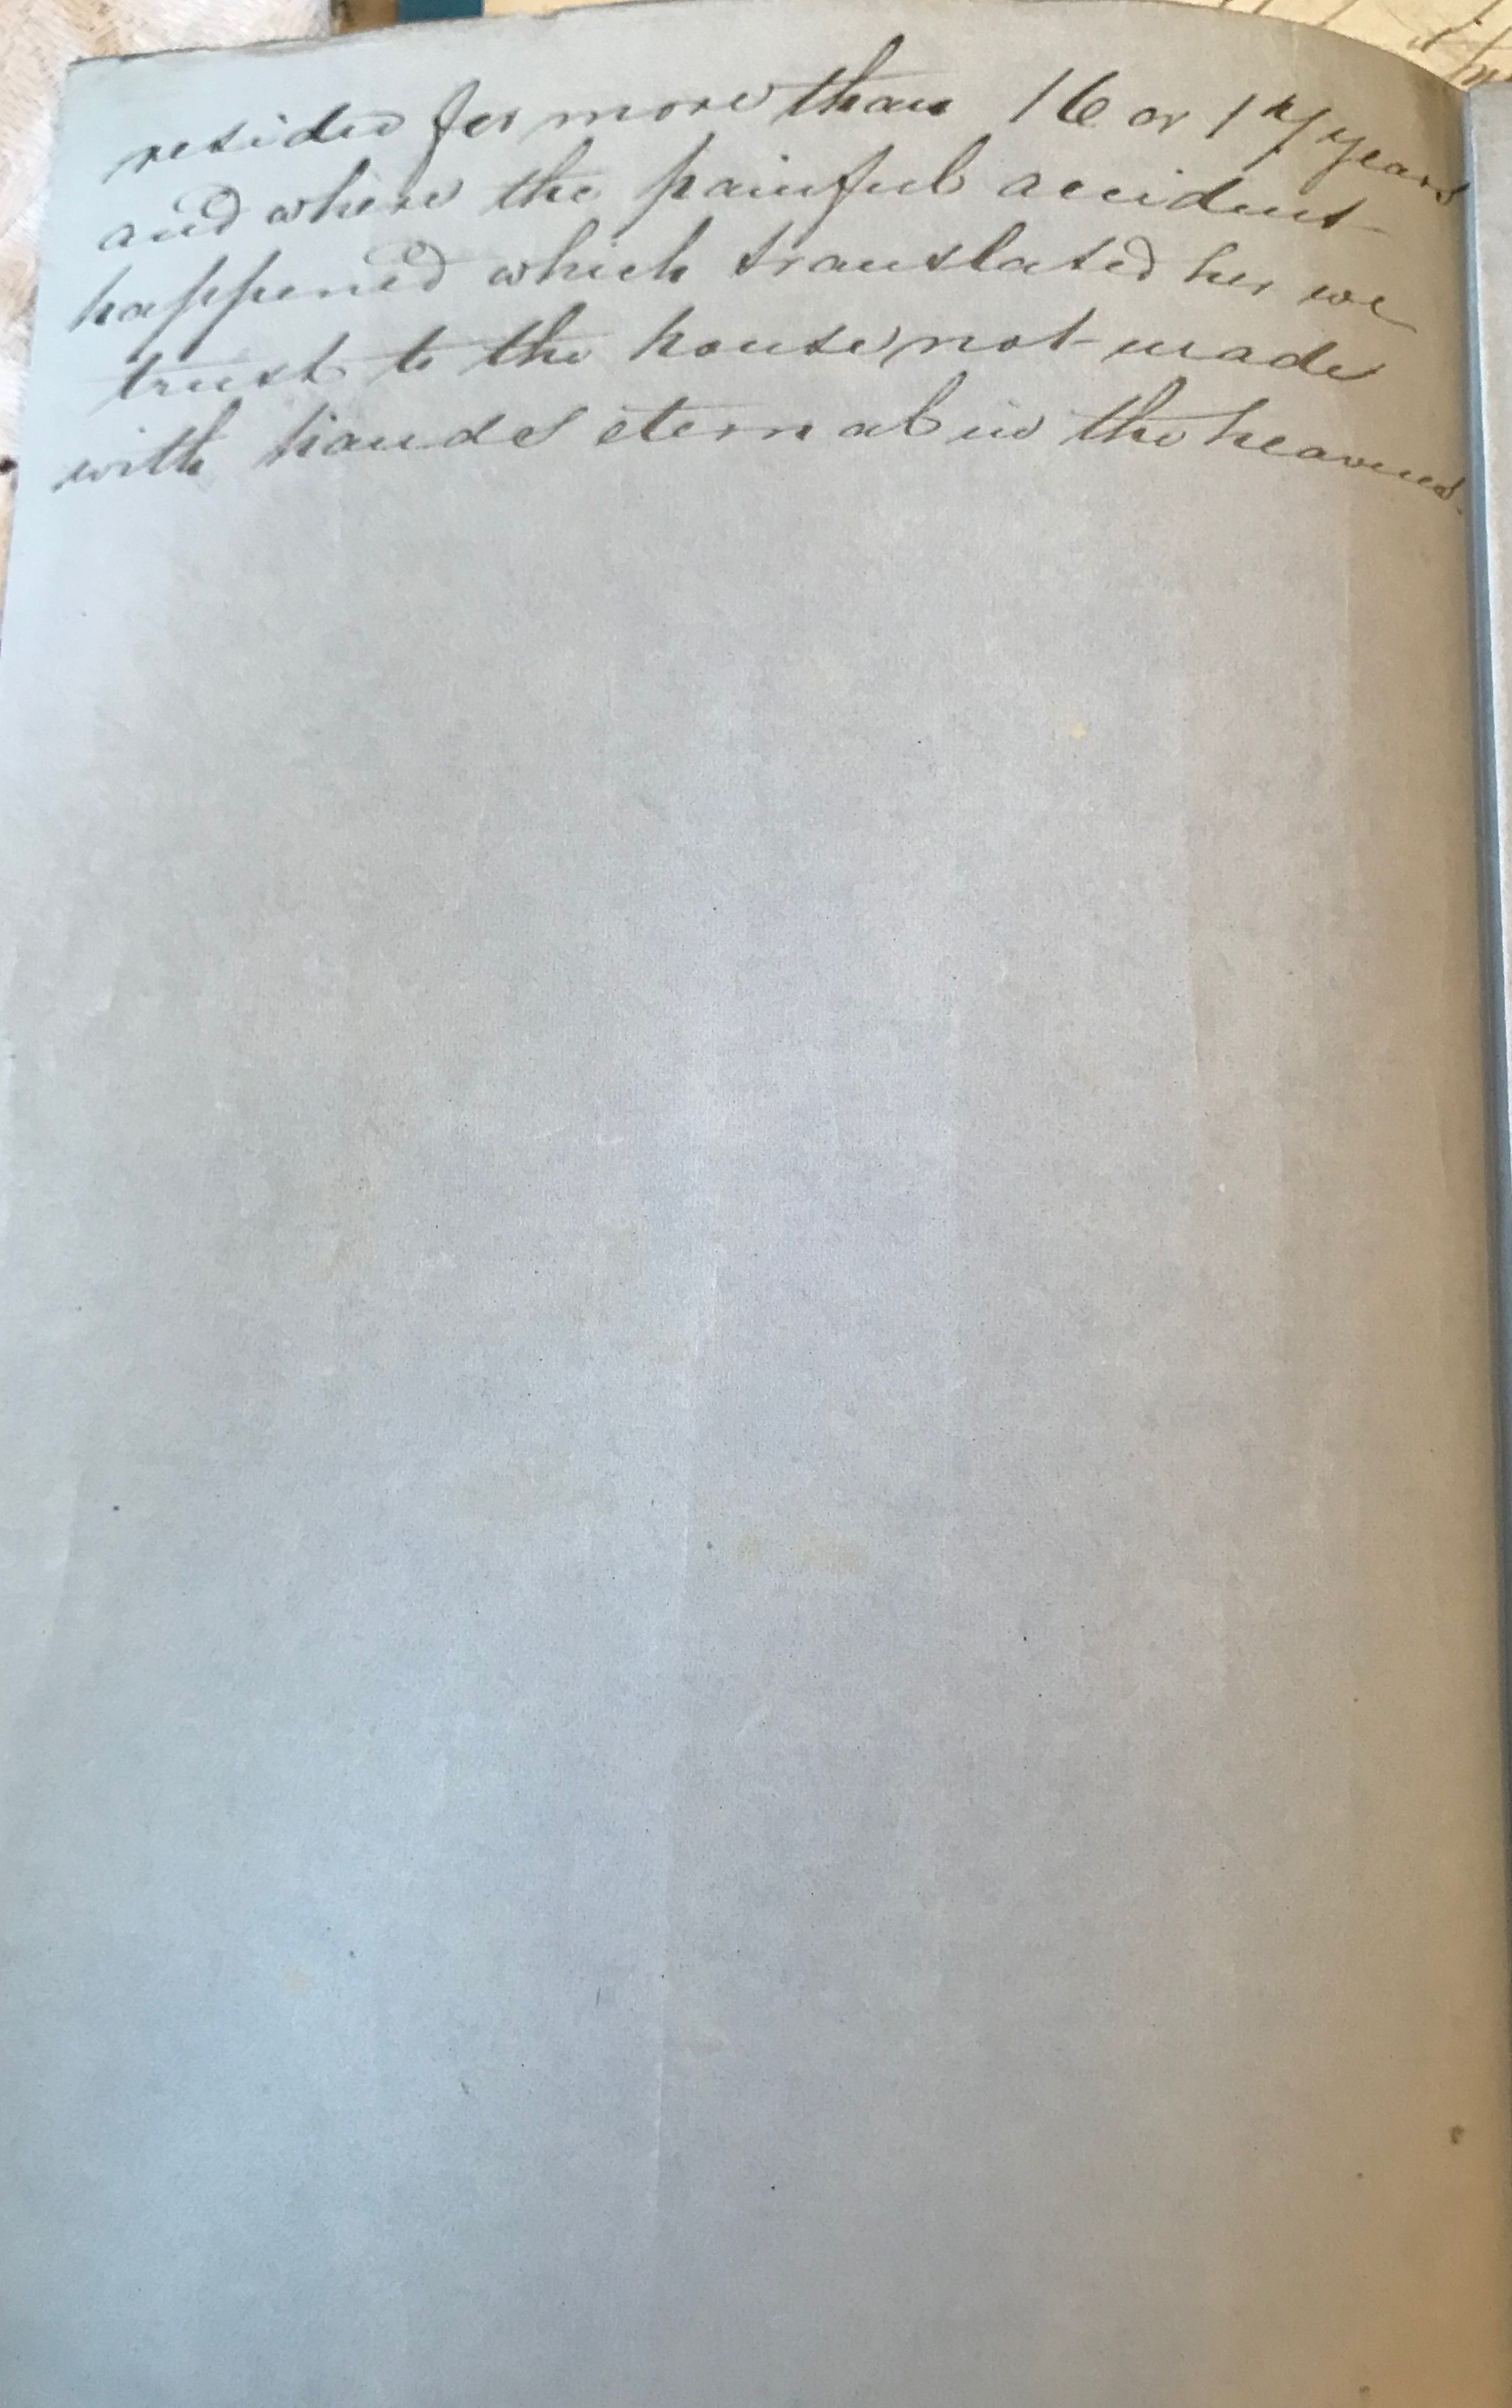 resided for more than 16 or 17 years
and where the painful accident
happened which translated her we
trust to the house not made
with hands eternal in the heavens.